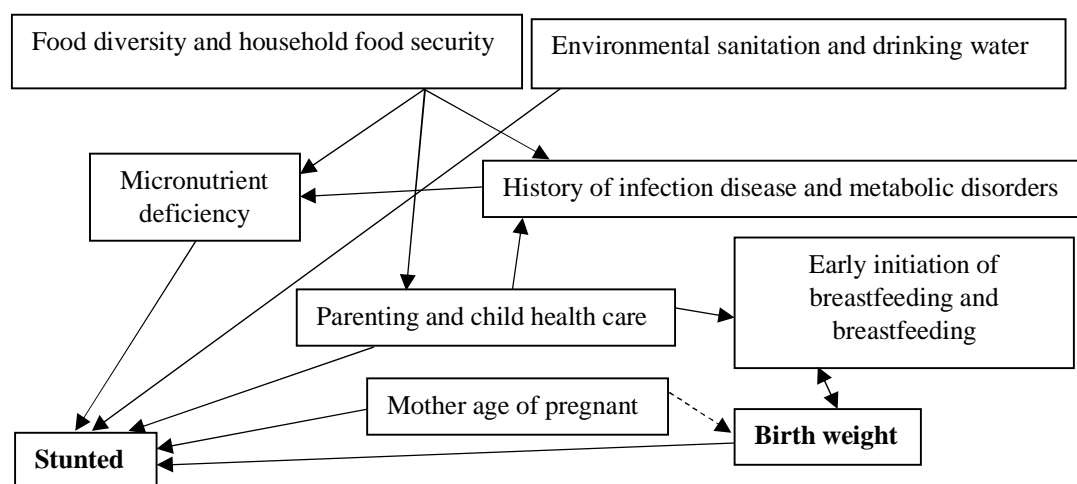 Food diversity and household food security
Environmental sanitation and drinking water
Micronutrient
deficiency
History of infection disease and metabolic disorders
Early initiation of
breastfeeding and
breastfeeding
Parenting and child health care
Mother age of pregnant
Birth weight
Stunted